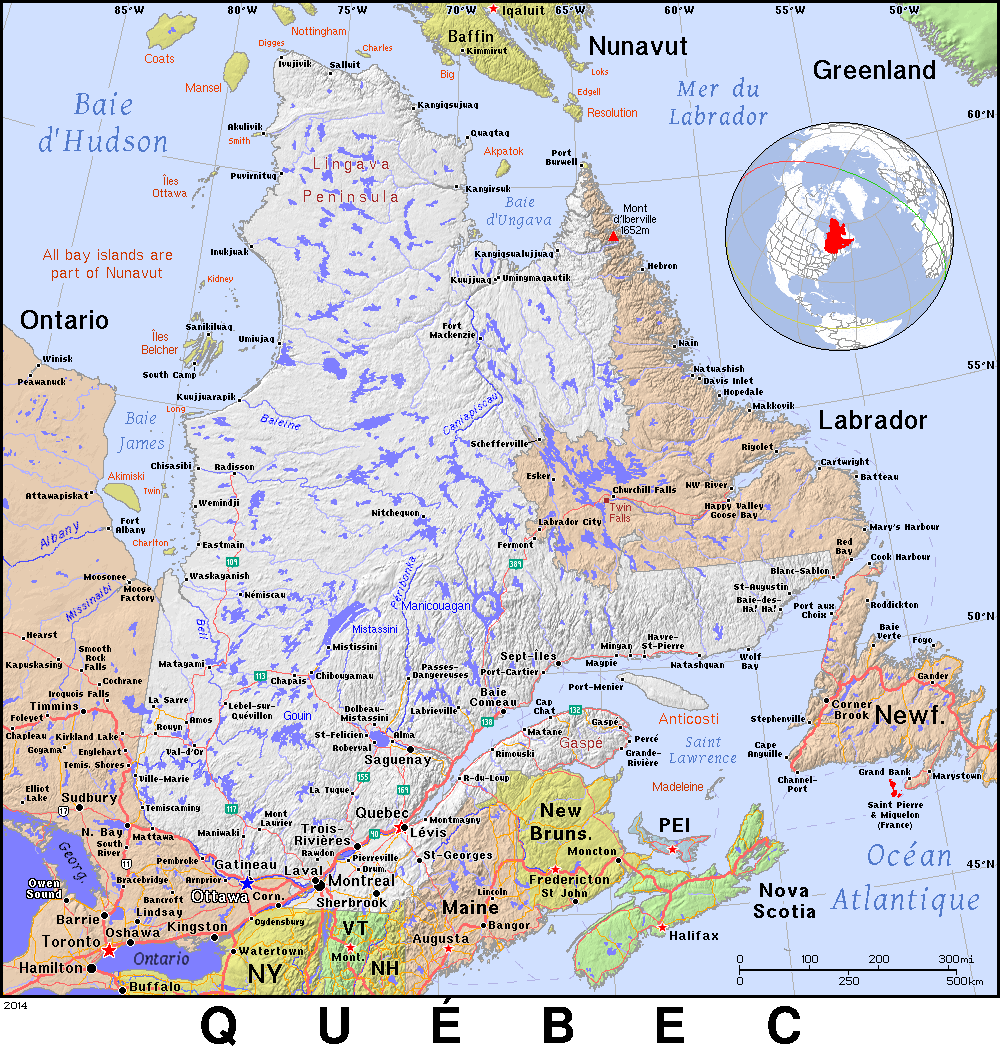 85°W
80°W
75°W
70°W
65°W
55°W
50°W
Iqaluit
Nottingham
Baffin
Nunavut
Coats
Digges
Charles
Kimmirut
Ivujivik
Salluit
Big
Loks
Greenland
Mansel
Edgell
Resolution
Baie
d'Hudson
Kangiqsujuaq
Mer du
Labrador
60°N
Akulivik
Smith
Quaqtaq
Akpatok
Port
Burwell
Lingava
Peninsula
Puvirnituq
Îles
Ottawa
Kangirsuk
Baie
d'Ungava
Mont
d'Iberville
1652m
Inukjuak
All bay islands are
part of Nunavut
Kangiqsualujjuaq
Kuujjuaq
Umingmaqautik
Hebron
Kidney
Ontario
Sanikiluaq
Îles
Belcher
Umiujaq
Fort
Mackenzie
Nain
Winisk
Peawanuck
South Camp
55°N
Natuashish
Davis Inlet
Hopedale
Makkovik
Kuujjuarapik
Long
Baie
James
Baleine
Caniapiscau
Labrador
Schefferville
Rigolet
Chisasibi
Radisson
Cartwright
Batteau
Akimiski
Twin
Esker
NW River
Churchill Falls
Attawapiskat
Wemindji
Twin
Falls
Happy Valley
Goose Bay
Nitchequon
Labrador City
Fort
Albany
Albany
Mary's Harbour
Charlton
Eastmain
Fermont
Red
Bay
Cook Harbour
109
389
Blanc-Sablon
Waskaganish
Moosonee
Moose
Factory
Missinaibi
Némiscau
Peribonka
Manicouagan
St-Augustin
Baie-des-
Ha! Ha!
Port aux
Choix
Roddickton
50°N
Bell
Mistassini
Hearst
Baie
Verte
Fogo
Smooth
Rock
Falls
Mistissini
Havre-
St-Pierre
Mingan
Magpie
Natashquan
Wolf
Bay
Kapuskasing
Matagami
Sept-Iles
Port-Cartier
Passes-
Dangereuses
113
Chapais
Chibougamau
Cochrane
Gander
Iroquois Falls
Port-Menier
Baie
Comeau
Timmins
La Sarre
Lebel-sur-
Quévillon
Gouin
Dolbeau-
Mistassini
Labrieville
138
Cap
Chat
132
Anticosti
Stephenville
Corner
Brook
Newf.
Foleyet
Chapleau
Kirkland Lake
Rouyn
Amos
St-Felicien
Roberval
Alma
Matane
Gaspé
Gogama
Englehart
Val-d'Or
Saguenay
Rimouski
Gaspé
Percé
Grande-
Rivière
Saint
Lawrence
Cape
Anguille
Temis. Shores
Ville-Marie
155
R-du-Loup
Channel-
Port
Grand Bank
Marystown
Elliot
Lake
Sudbury
17
Temiscaming
La Tuque
169
Madeleine
Saint Pierre
& Miquelon
(France)
117
Mont
Laurier
Quebec
Montmagny
New
Bruns.
PEI
N. Bay
Mattawa
Maniwaki
Trois-
Rivières
40
Lévis
South
River
Georg.
11
Pembroke
Rawdon
Pierreville
St-Georges
Moncton
Océan
Atlantique
45°N
Gatineau
Laval
Drum.
Fredericton
St John
Owen
Sound
Bracebridge
Arnprior
Ottawa
Montreal
Lincoln
Nova
Scotia
Bancroft
Corn.
Sherbrook
Maine
Barrie
Lindsay
Ogdensburg
VT
Bangor
Halifax
Oshawa
Kingston
Toronto
Augusta
Watertown
Mont.
Ontario
NY
NH
Hamilton
Buffalo
0 100 200 300mi
0 250 500km
2014
QUÉBEC